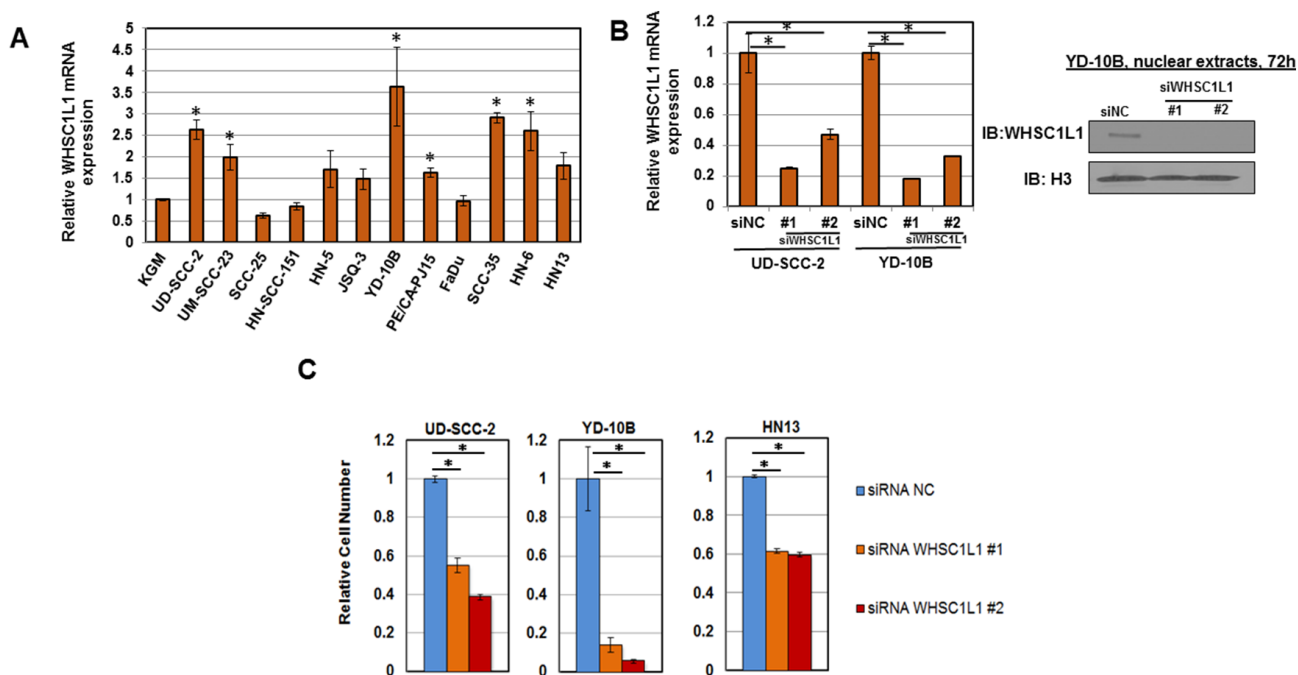 A
Relative WHSC1L1 mRNA
expression
5
4.5
4
3.5
3
2.5
2
1.5
1
0.5
0
*
*
*
*
*
*
KGM
UD-SCC-2
UM-SCC-23
SCC-25
HN-SCC-151
HN-5
JSQ-3
YD-10B
PE/CA-PJ15
FaDu
SCC-35
HN-6
HN13
B
Relative WHSC1L1 mRNA
expression
1.2
1
0.8
0.6
0.4
0.2
0
*
*
*
*
siNC #1 #2 siNC #1 #2
siWHSC1L1 siWHSC1L1
UD-SCC-2 YD-10B
YD-10B, nuclear extracts, 72h
siWHSC1L1
siNC #1 #2
IB:WHSC1L1
IB: H3
C
Relative Cell Number
UD-SCC-2
1.2
1
0.8
0.6
0.4
0.2
0
*
*
YD-10B
1.2
1
0.8
0.6
0.4
0.2
0
*
*
HN13
1.2
1
0.8
0.6
0.4
0.2
0
*
*
siRNA NC
siRNA WHSC1L1 #1
siRNA WHSC1L1 #2